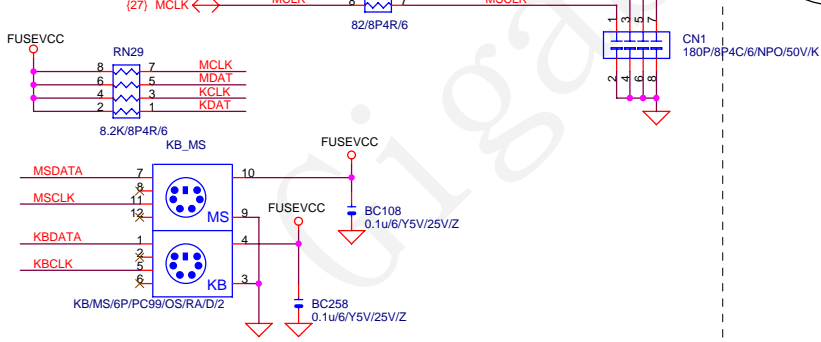 {27} MCLK MCLK 8 7 MSCLK
82/8P4R/6
1 3 5 7
CN1
180P/8P4C/6/NPO/50V/K
2 4 6 8
FUSEVCC
RN29
8 7 MCLK
6 5 MDAT
4 3 KCLK
2 1 KDAT
8.2K/8P4R/6
KB_MS
FUSEVCC
MSDATA 7 10
8
MSCLK 11
12 MS 9
BC108
0.1u/6/Y5V/25V/Z
FUSEVCC
KBDATA 1 4
2
KBCLK 5
6 KB 3
KB/MS/6P/PC99/OS/RA/D/2
BC258
0.1u/6/Y5V/25V/Z
Giga